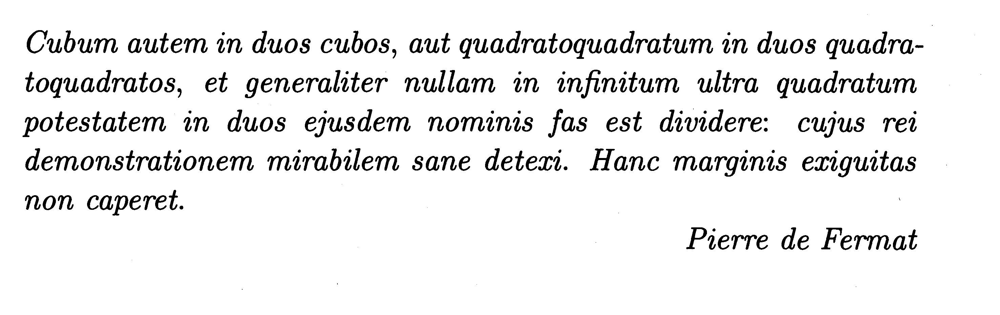 Cubum autem in duos cubos, aut quadratoquadratum in duos quadra-
toquadratos, et generaliter nullam in infinitum ultra quadratum
potestatem in duos ejusdem nominis fas est dividere: cujus rei
demonstrationem mirabilem sane detexi. Hanc marginis exiguitas
non caperet.
Pierre de Fermat